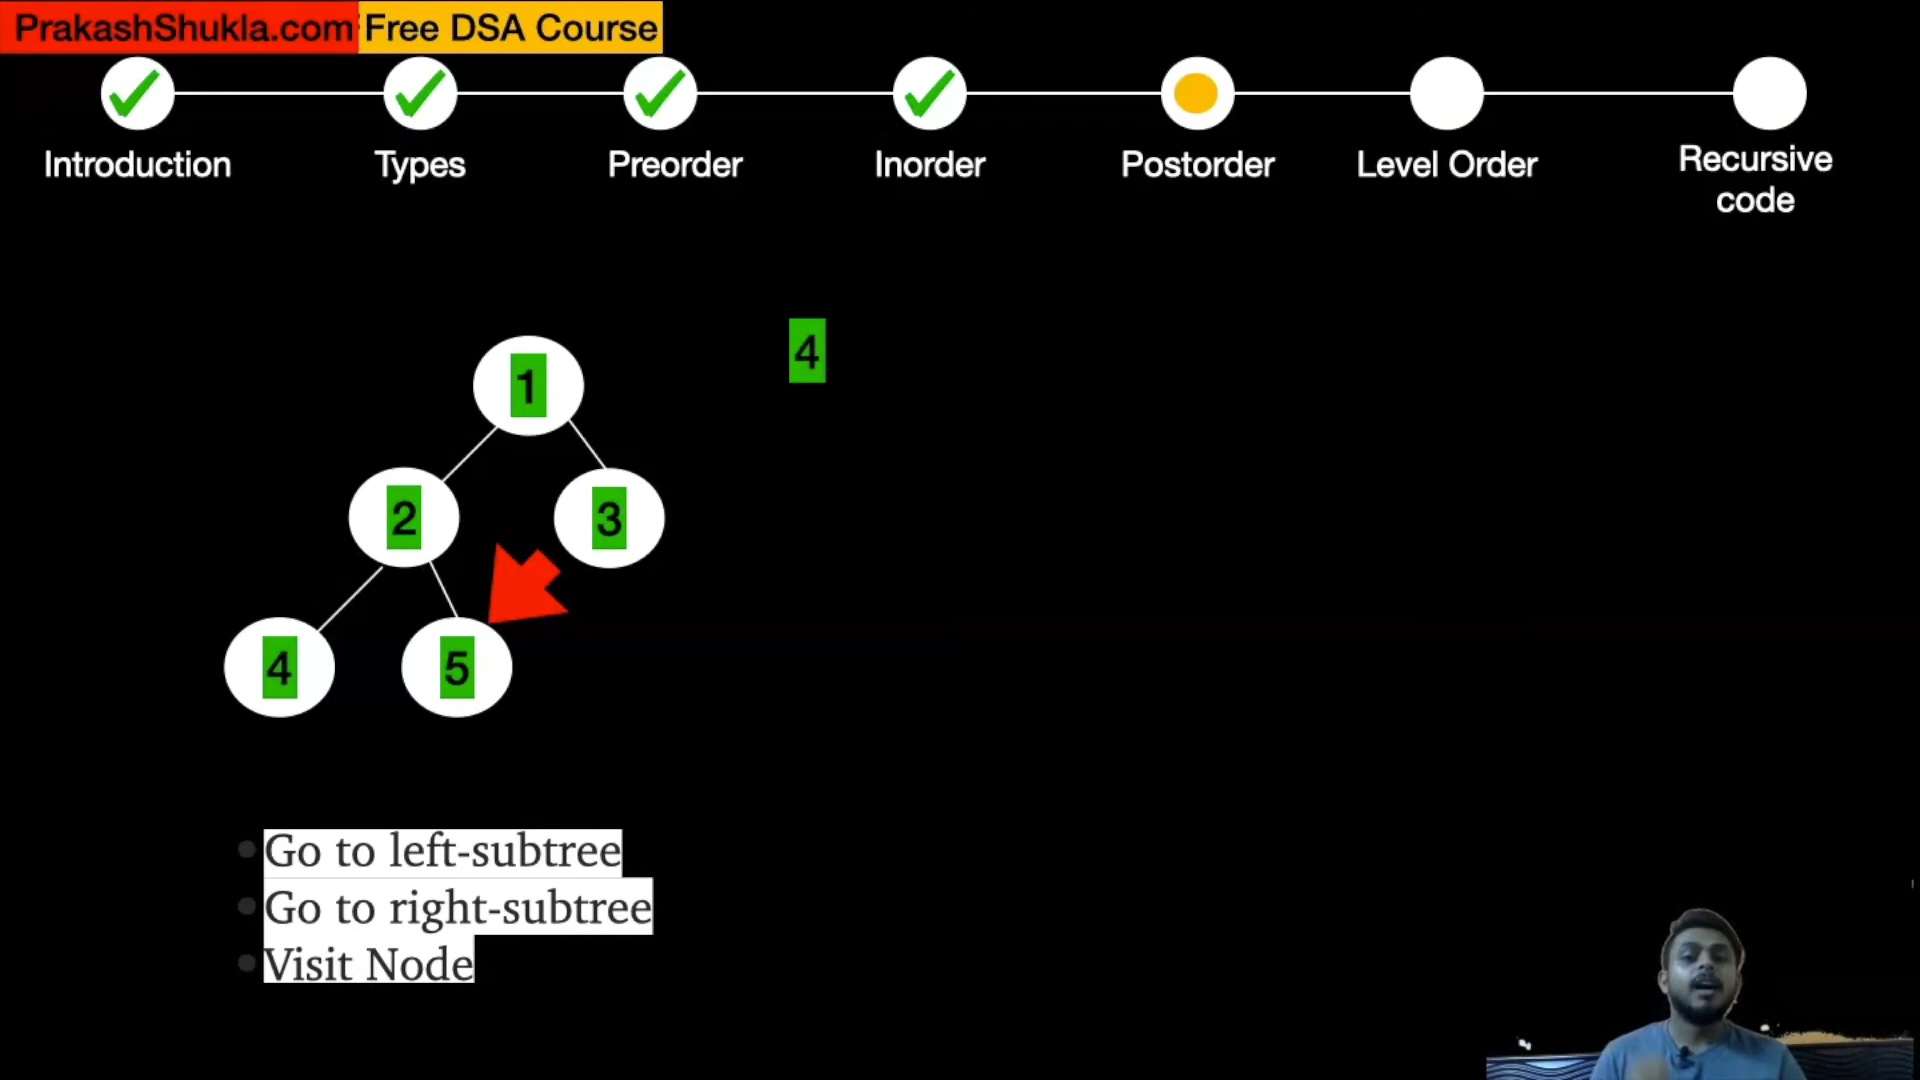 PrakashShukla.com Free DSA Course
Introduction Types Preorder Inorder Postorder Level Order Recursive code
4
1
2 3
4 5
Go to left-subtree
Go to right-subtree
Visit Node